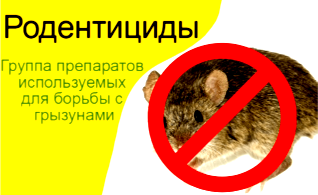 Родентициды
Группа препаратов
используемых
для борьбы с
грызунами